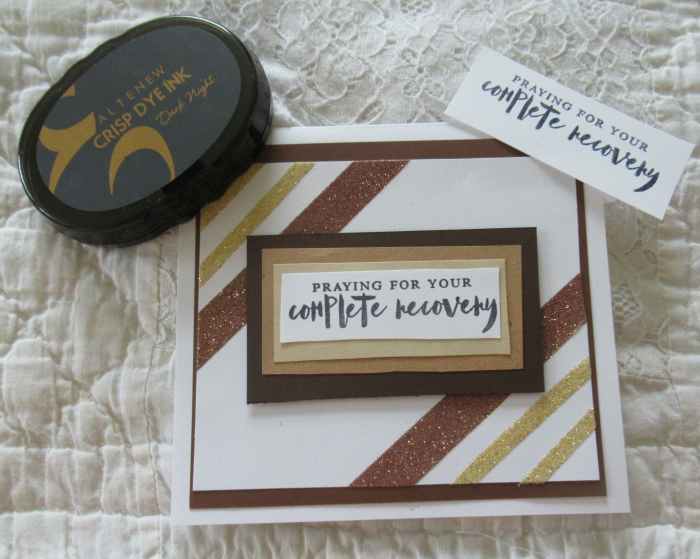 ALTENEW
CRISP DYE INK
Dark Night
PRAYING FOR YOUR
complete recovery
PRAYING FOR YOUR
complete recovery